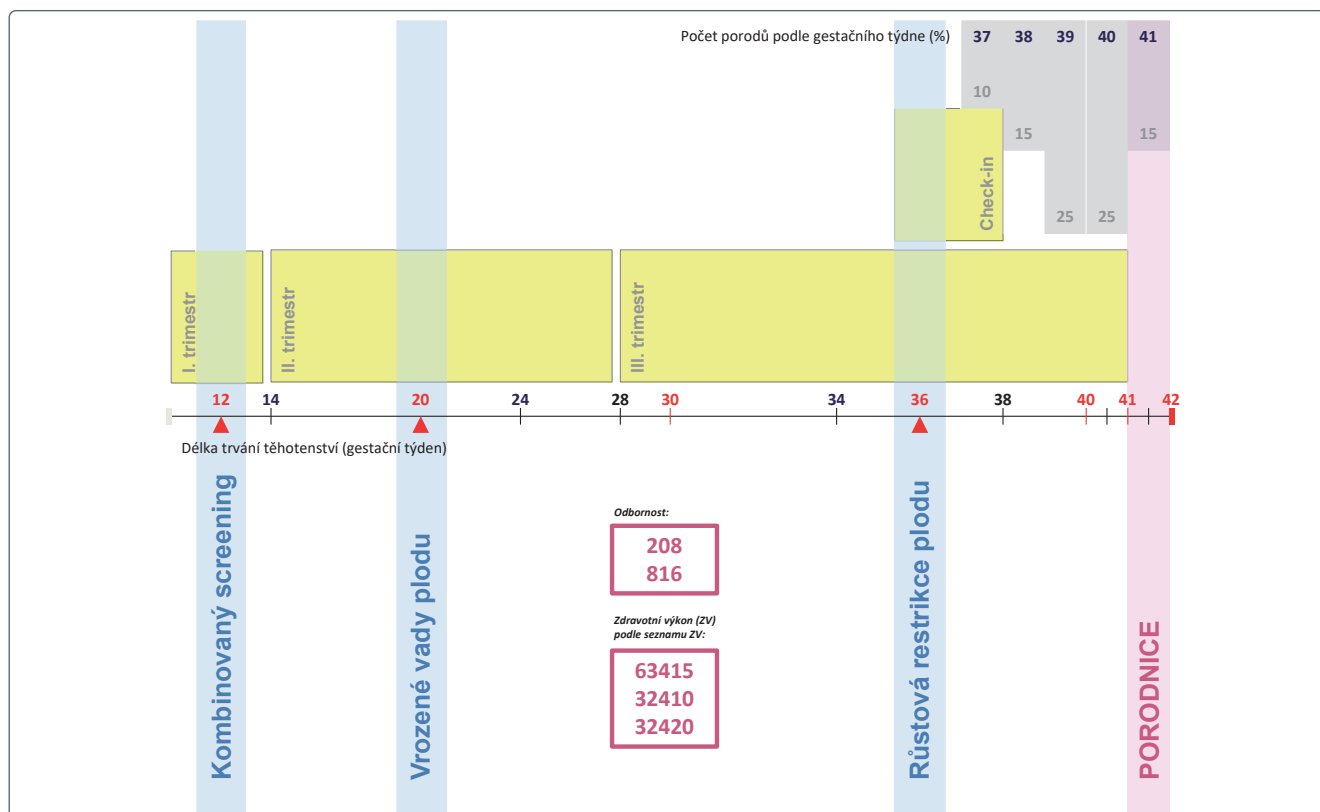 Počet porodů podle gestačního týdne (%) 37 38 39 40 41
10
15 15
25 25
Check-in
I. trimestr
II. trimestr
III. trimestr
12 14 20 24 28 30 34 36 38 40 41 42
Délka trvání těhotenství (gestační týden)
Kombinovaný screening
Vrozené vady plodu
Odbornost:
208
816
Zdravotní výkon (ZV)
podle seznamu ZV:
63415
32410
32420
Růstová restrikce plodu
PORODNICE